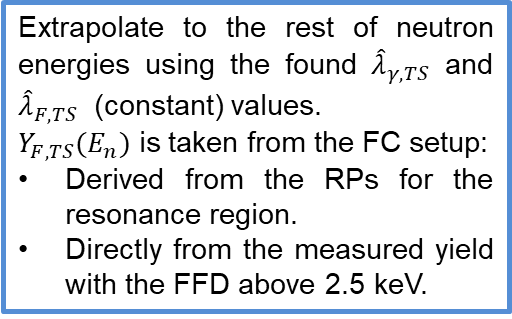 Extrapolate to the rest of neutron
energies using the found λ̂γ,TS and
λ̂F,TS (constant) values.
YF,TS(En) is taken from the FC setup:
• Derived from the RPs for the
resonance region.
• Directly from the measured yield
with the FFD above 2.5 keV.